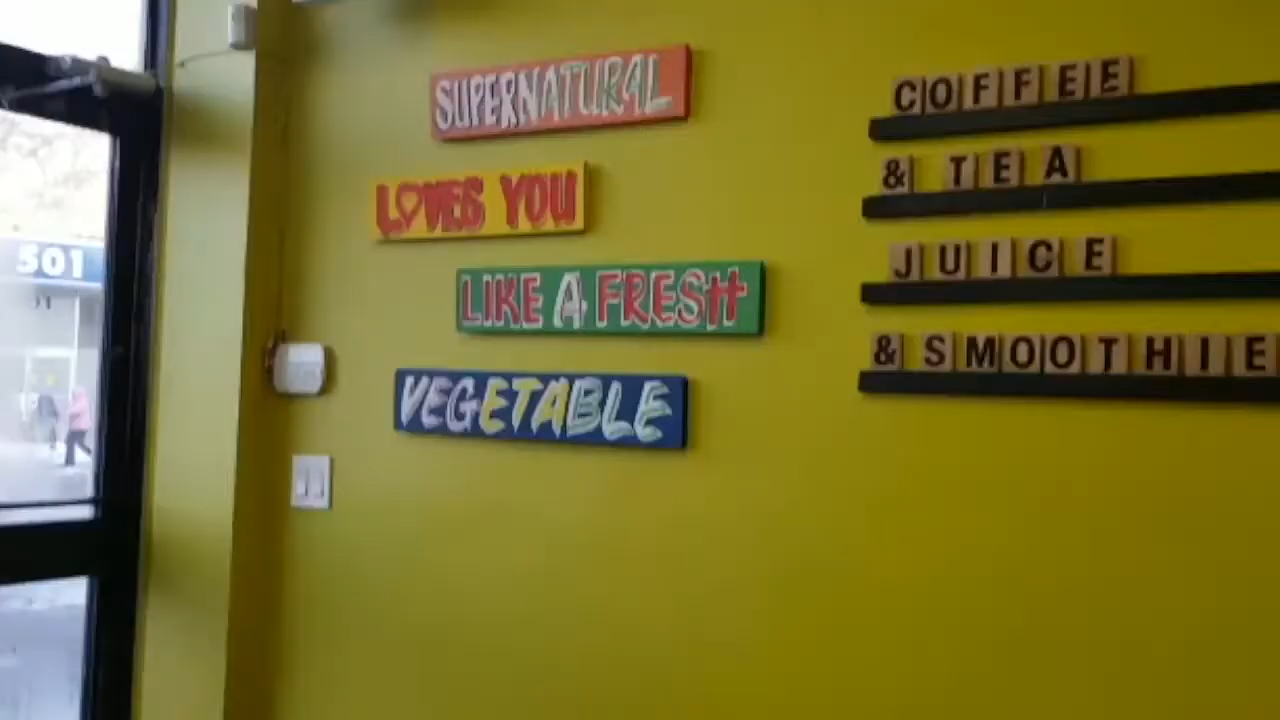 SUPERNATURAL
LOVES YOU
LIKE A FRESH
VEGETABLE
COFFEE
& TEA
JUICE
& SMOOTHIE
501